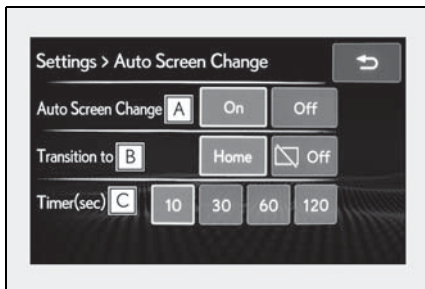 Settings > Auto Screen Change
Auto Screen Change A On Off
Transition to B Home Off
Timer(sec) C 10 30 60 120